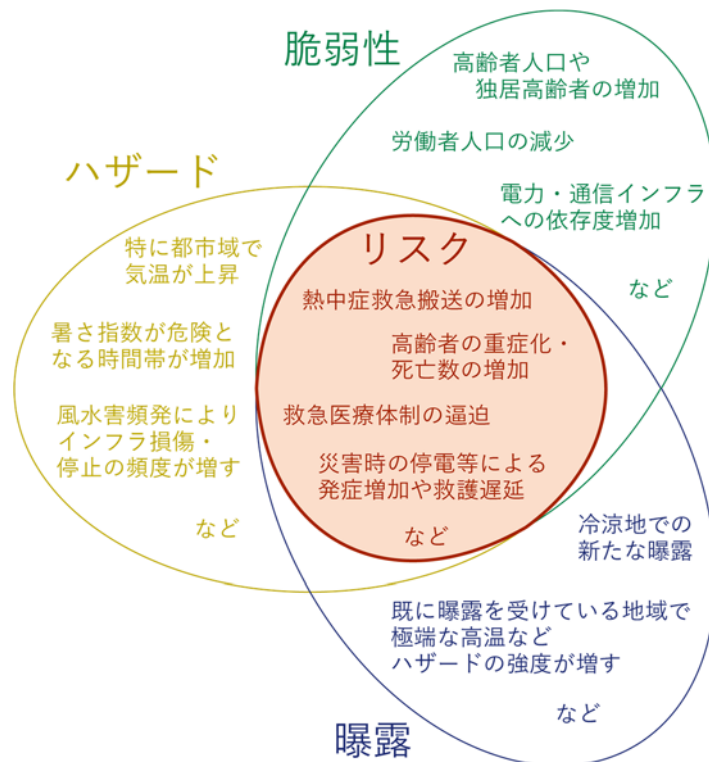 脆弱性
高齢者人口や
独居高齢者の増加
労働者人口の減少
電力・通信インフラ
への依存度増加
など
ハザード
特に都市域で
気温が上昇
暑さ指数が危険と
なる時間帯が増加
風水害頻発により
インフラ損傷・
停止の頻度が増す
など
リスク
熱中症救急搬送の増加
高齢者の重症化・
死亡数の増加
救急医療体制の逼迫
災害時の停電等による
発症増加や救護遅延
など
冷涼地での
新たな曝露
既に曝露を受けている地域で
極端な高温など
ハザードの強度が増す
など
曝露